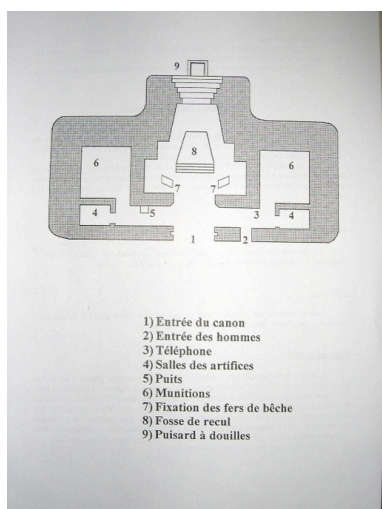 9
6
6
8
7
7
4
5
3
4
1
2
1) Entrée du canon
2) Entrée des hommes
3) Téléphone
4) Salles des artifices
5) Puits
6) Munitions
7) Fixation des fers de bêche
8) Fosse de recul
9) Puisard à douilles